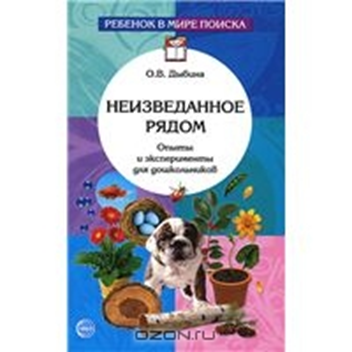 РЕБЕНОК В МИРЕ ПОИСКА
О.В. Дыбина
НЕИЗВЕДАННОЕ
РЯДОМ
Опыты
и эксперименты
для дошкольников
ozon.ru